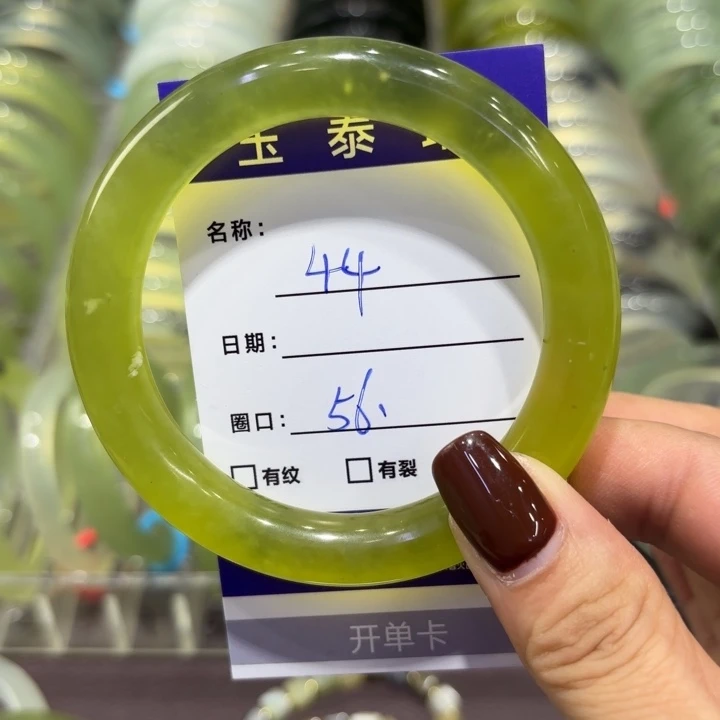 玉泰
名称: 44
日期:
圈口: 56.
□有纹 □有裂
开单卡